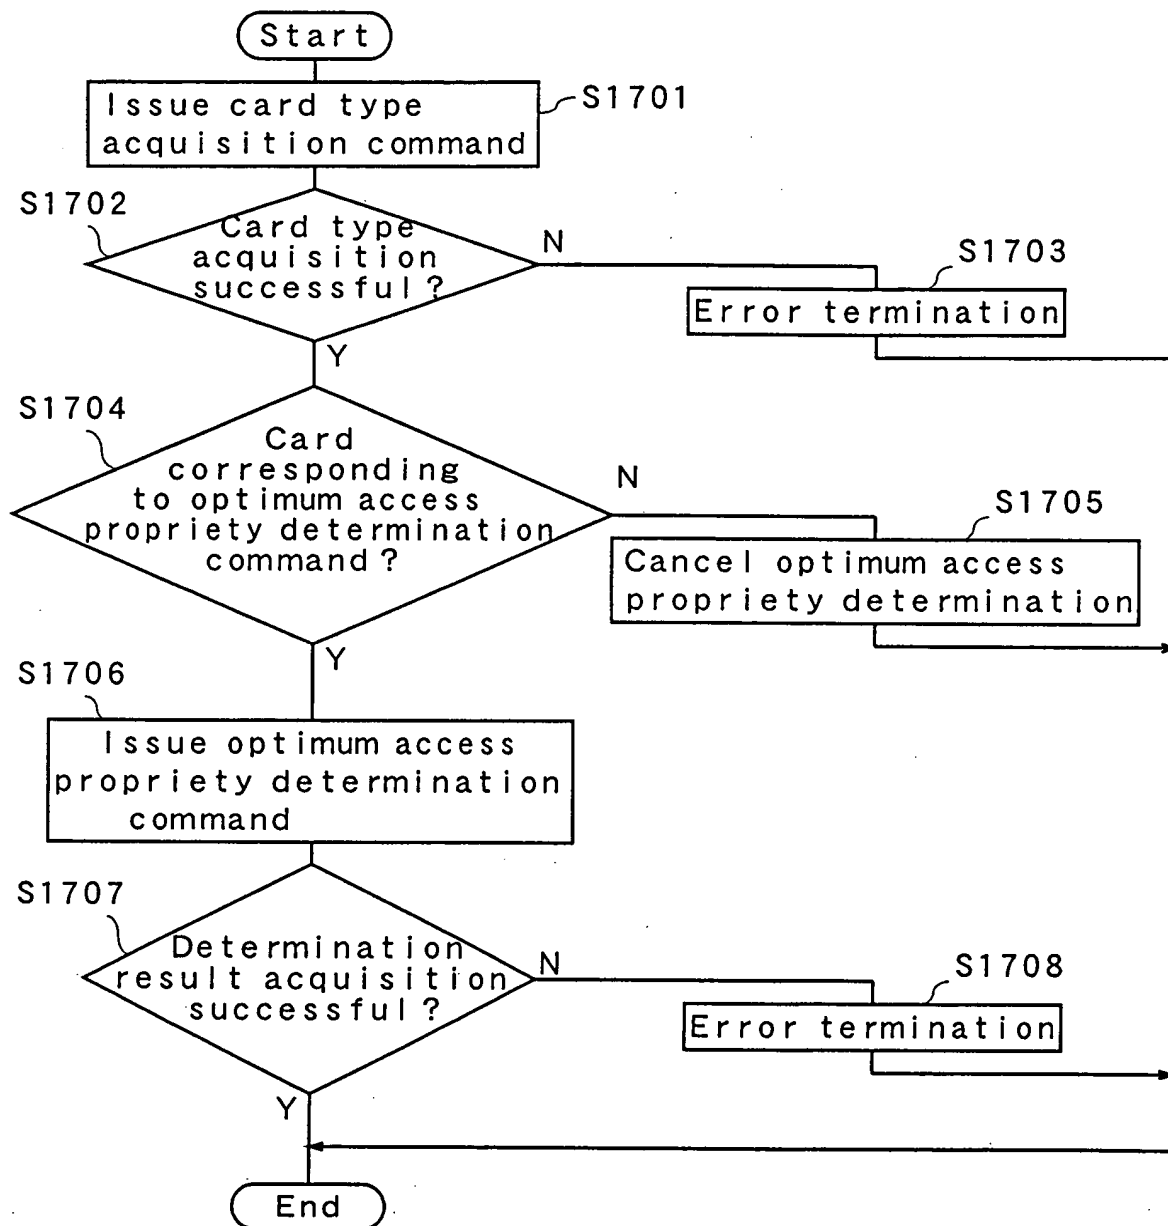 Start
Issue card type
acquisition command
S1701
S1702
Card type
acquisition
successful?
N
S1703
Error termination
Y
S1704
Card
corresponding
to optimum access
propriety determination
command?
N
S1705
Cancel optimum access
propriety determination
Y
S1706
Issue optimum access
propriety determination
command
S1707
Determination
result acquisition
successful?
N
S1708
Error termination
Y
End